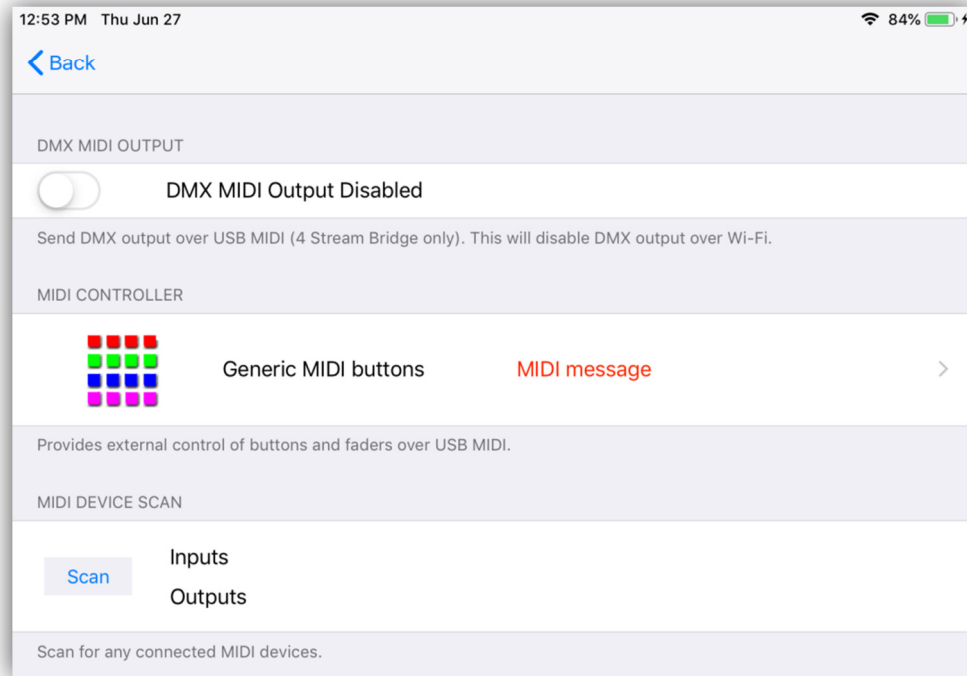 12:53 PM Thu Jun 27 84%
Back
DMX MIDI OUTPUT
DMX MIDI Output Disabled
Send DMX output over USB MIDI (4 Stream Bridge only). This will disable DMX output over Wi-Fi.
MIDI CONTROLLER
Generic MIDI buttons MIDI message
Provides external control of buttons and faders over USB MIDI.
MIDI DEVICE SCAN
Inputs
Scan
Outputs
Scan for any connected MIDI devices.